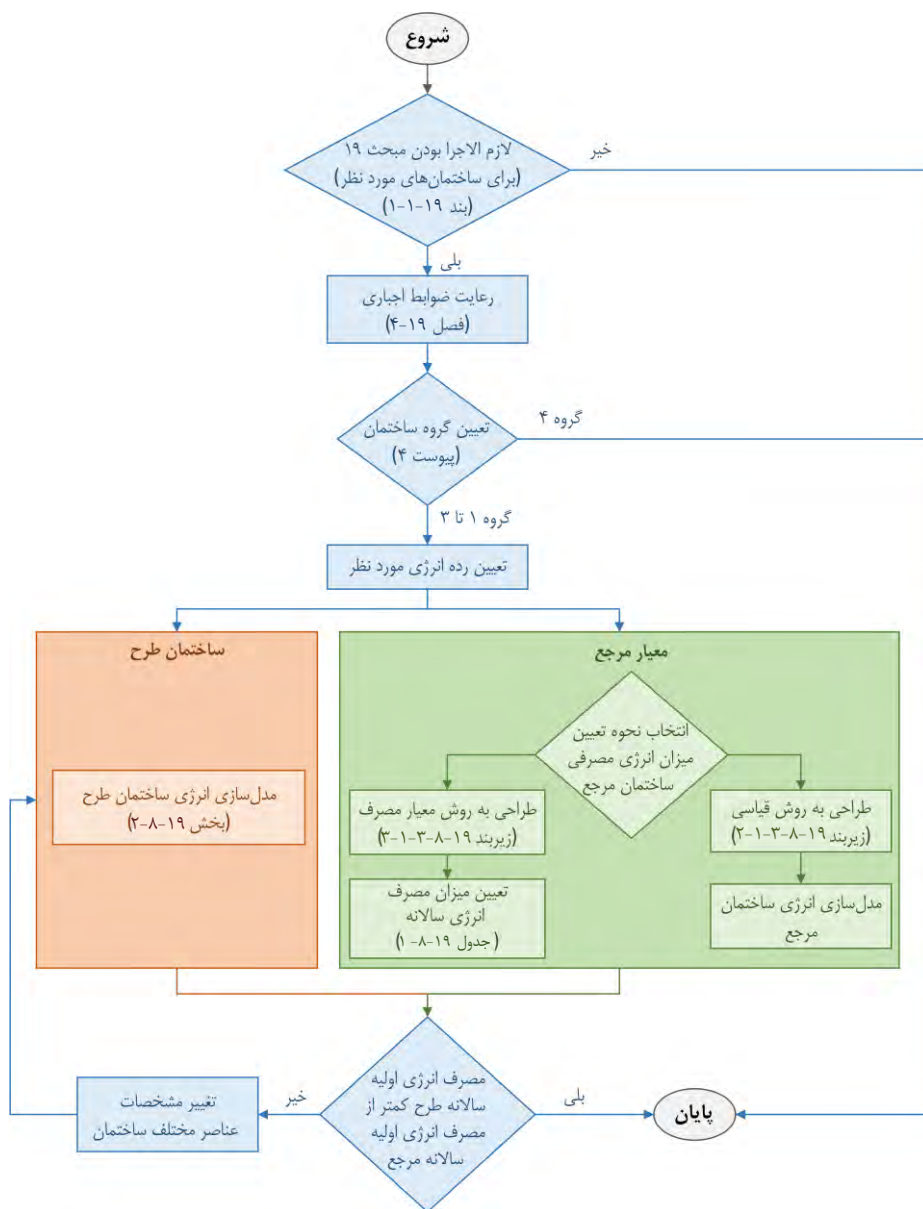 شروع
لازم الاجرا بودن مبحث ۱۹
(برای ساختمان‌های مورد نظر)
(بند ۱۹-۱-۱)
خیر
بلی
رعایت ضوابط اجباری
(فصل ۱۹-۴)
تعیین گروه ساختمان
(پیوست ۴)
گروه ۴
گروه ۱ تا ۳
تعیین رده انرژی مورد نظر
معیار مرجع
انتخاب نحوه تعیین
میزان انرژی مصرفی
ساختمان مرجع
طراحی به روش قیاسی
(زیربند ۱۹-۸-۳-۱-۲)
مدل‌سازی انرژی ساختمان
مرجع
طراحی به روش معیار مصرف
(زیربند ۱۹-۸-۳-۱-۳)
تعیین میزان مصرف
انرژی سالانه
(جدول ۱۹-۸-۱)
ساختمان طرح
مدل‌سازی انرژی ساختمان طرح
(بخش ۱۹-۸-۲)
مصرف انرژی اولیه
سالانه طرح کمتر از
مصرف انرژی اولیه
سالانه مرجع
بلی
پایان
خیر
تغییر مشخصات
عناصر مختلف ساختمان